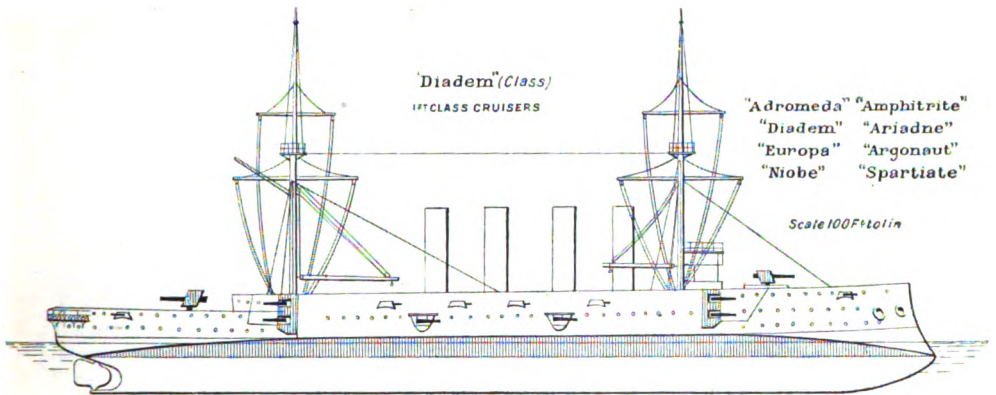 'Diadem" (Class)
1ST CLASS CRUISERS
"Adromeda" "Amphitrite"
"Diadem" "Ariadne"
"Europa" "Argonaut"
"Niobe" "Spartiate"
Scale 100 Ft to 1 in